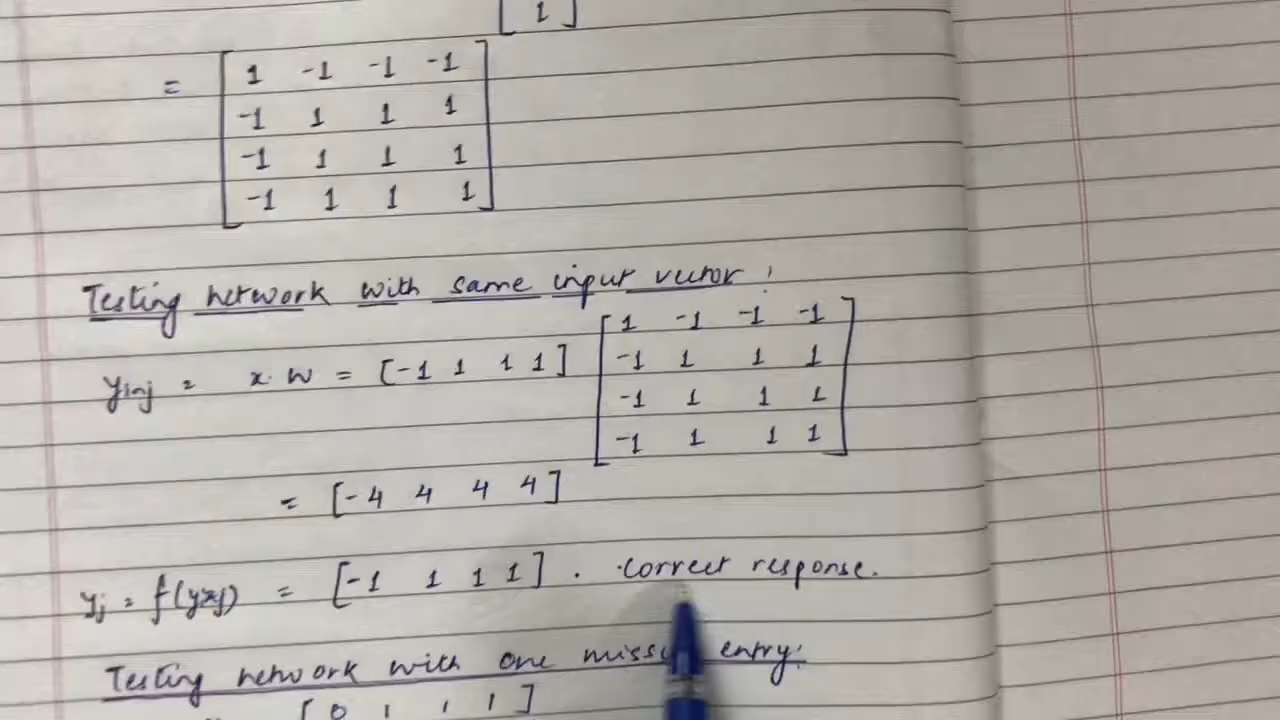 [ 1 ]
= [ 1 -1 -1 -1
-1 1 1 1
-1 1 1 1
-1 1 1 1 ]
Testing network with same input vector :
yinj = x. w = [-1 1 1 1] [ 1 -1 -1 -1
-1 1 1 1
-1 1 1 1
-1 1 1 1 ]
= [-4 4 4 4]
yj = f(yxj) = [-1 1 1 1] . correct response.
Testing network with one missi entry:
[ 0 1 1 1 ]